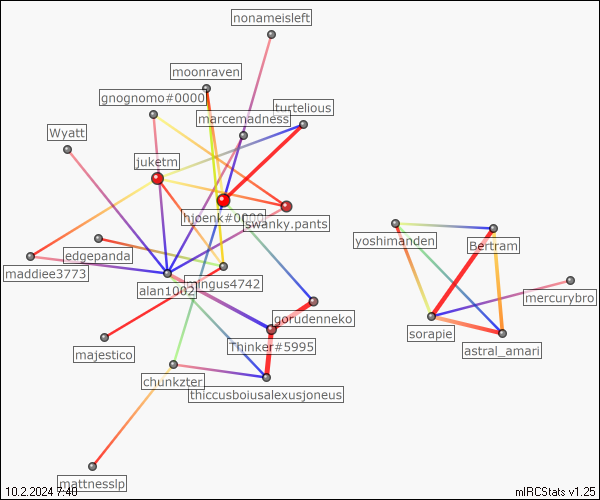 nonameisleft
moonraven
gnognomo#0000
turtelious
marcemadness
Wyatt
juketm
hjoenk#0000
swanky.pants
yoshimanden
Bertram
edgepanda
maddiee3773
mingus4742
alan1002
mercurybro
gorudenneko
sorapie
Thinker#5995
astral_amari
majestico
chunkzter
thiccusboiusalexusjoneus
mattnesslp
10.2.2024 7:40
mIRCStats v1.25